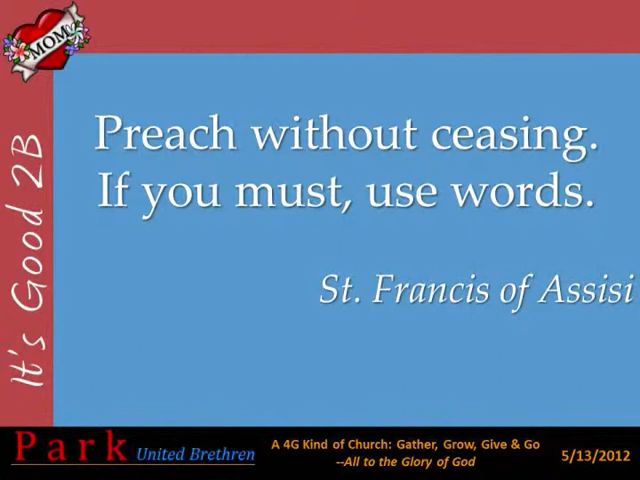 MOM
It's Good 2B
Preach without ceasing.
If you must, use words.
St. Francis of Assisi
Park United Brethren
A 4G Kind of Church: Gather, Grow, Give & Go
--All to the Glory of God
5/13/2012